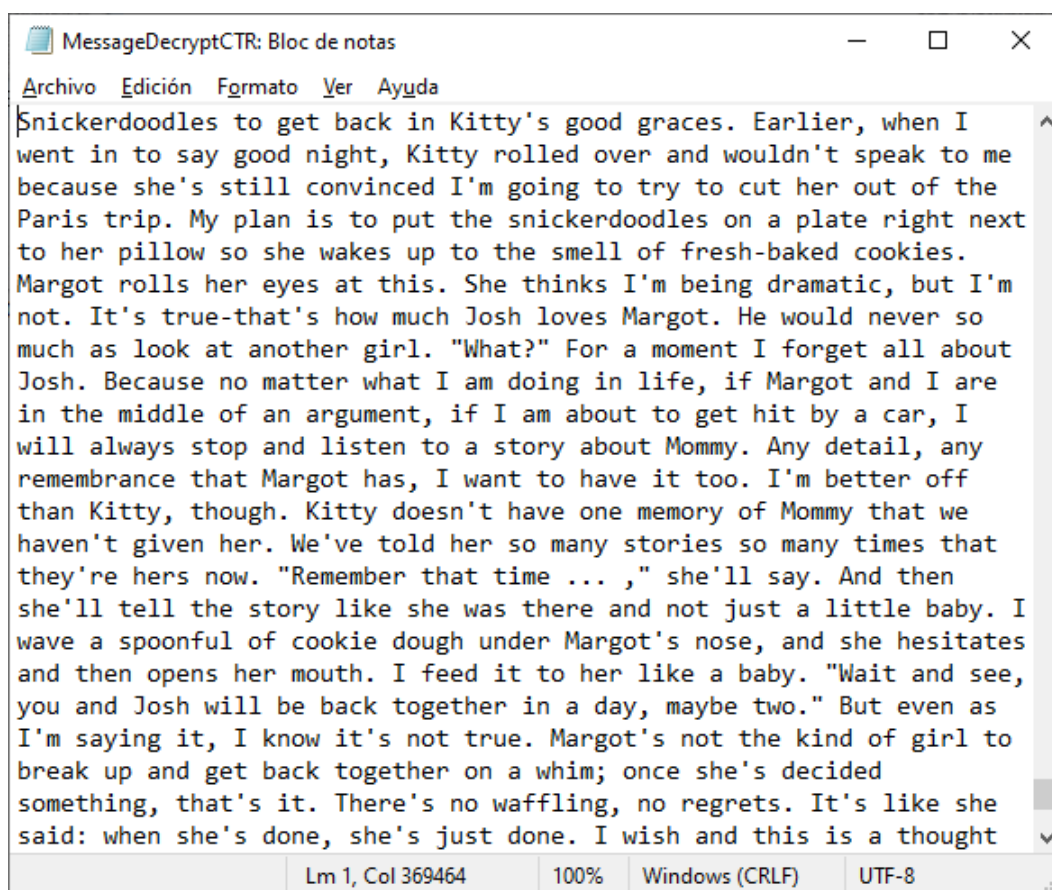 MessageDecryptCTR: Bloc de notas
Archivo Edición Formato Ver Ayuda
Snickerdoodles to get back in Kitty's good graces. Earlier, when I
went in to say good night, Kitty rolled over and wouldn't speak to me
because she's still convinced I'm going to try to cut her out of the
Paris trip. My plan is to put the snickerdoodles on a plate right next
to her pillow so she wakes up to the smell of fresh-baked cookies.
Margot rolls her eyes at this. She thinks I'm being dramatic, but I'm
not. It's true-that's how much Josh loves Margot. He would never so
much as look at another girl. "What?" For a moment I forget all about
Josh. Because no matter what I am doing in life, if Margot and I are
in the middle of an argument, if I am about to get hit by a car, I
will always stop and listen to a story about Mommy. Any detail, any
remembrance that Margot has, I want to have it too. I'm better off
than Kitty, though. Kitty doesn't have one memory of Mommy that we
haven't given her. We've told her so many stories so many times that
they're hers now. "Remember that time ... ," she'll say. And then
she'll tell the story like she was there and not just a little baby. I
wave a spoonful of cookie dough under Margot's nose, and she hesitates
and then opens her mouth. I feed it to her like a baby. "Wait and see,
you and Josh will be back together in a day, maybe two." But even as
I'm saying it, I know it's not true. Margot's not the kind of girl to
break up and get back together on a whim; once she's decided
something, that's it. There's no waffling, no regrets. It's like she
said: when she's done, she's just done. I wish and this is a thought
Lm 1, Col 369464 100% Windows (CRLF) UTF-8